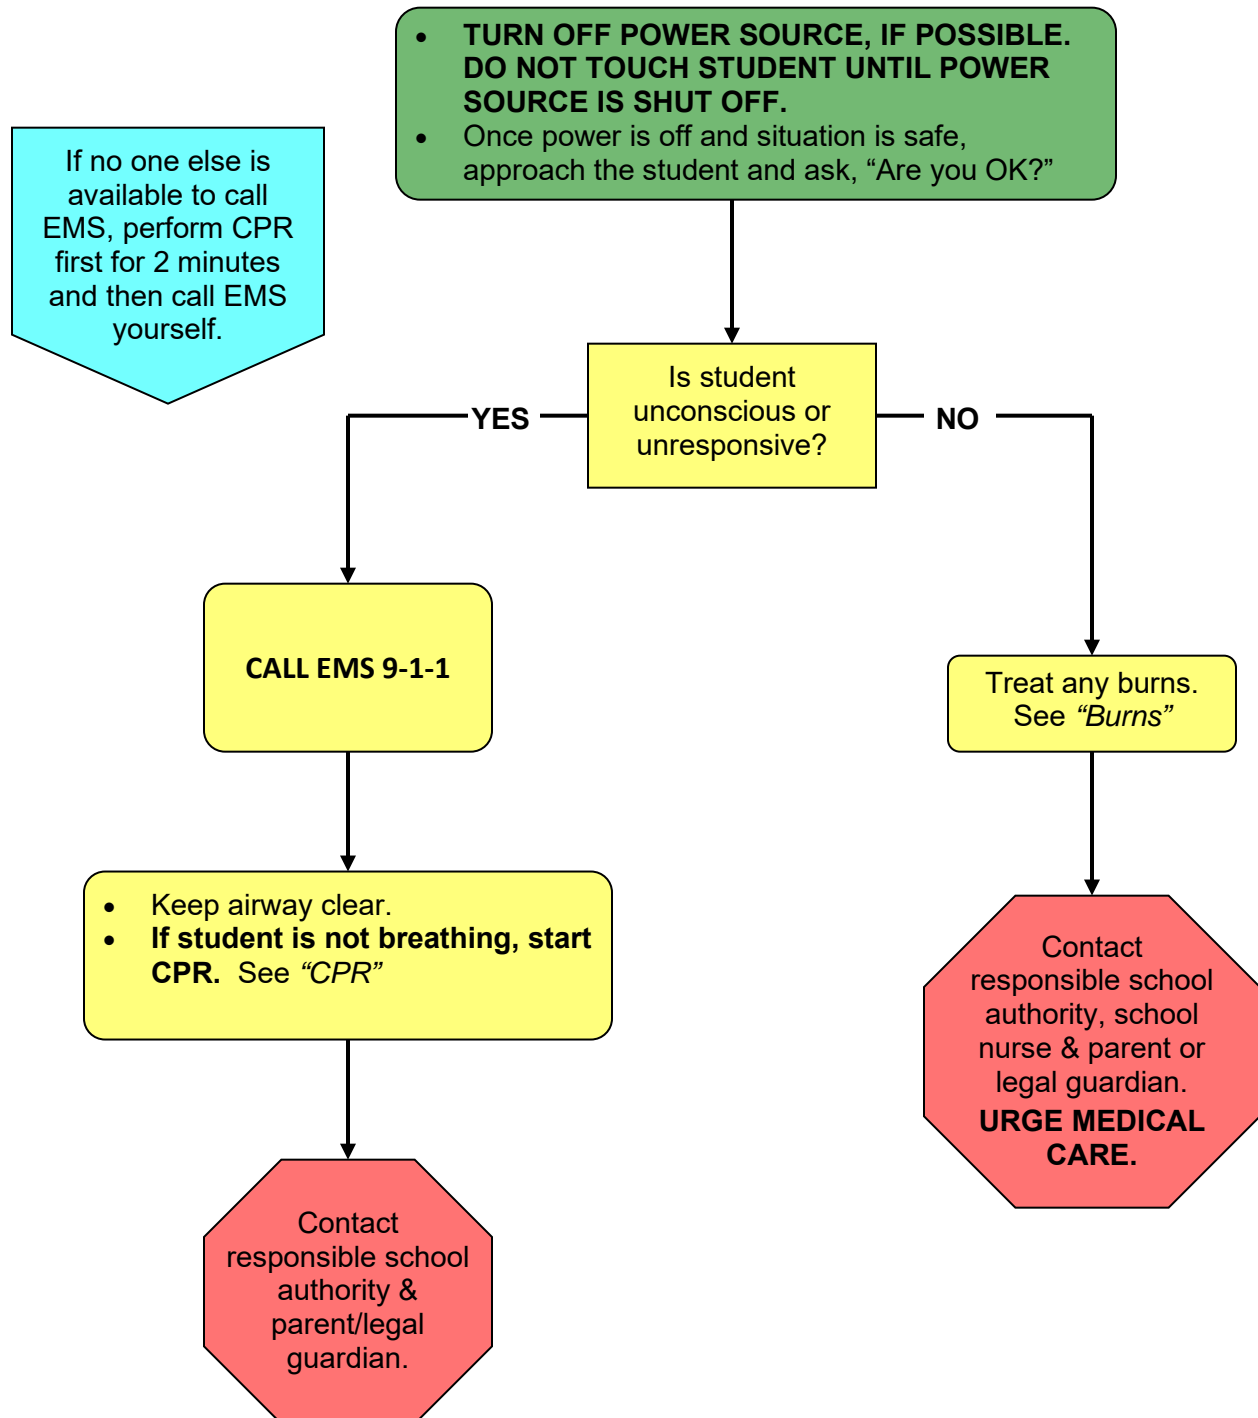 • TURN OFF POWER SOURCE, IF POSSIBLE.
DO NOT TOUCH STUDENT UNTIL POWER
SOURCE IS SHUT OFF.
• Once power is off and situation is safe,
approach the student and ask, “Are you OK?”
If no one else is
available to call
EMS, perform CPR
first for 2 minutes
and then call EMS
yourself.
Is student
unconscious or
unresponsive?
YES
NO
CALL EMS 9-1-1
Treat any burns.
See “Burns”
• Keep airway clear.
• If student is not breathing, start
CPR. See “CPR”
Contact
responsible school
authority, school
nurse & parent or
legal guardian.
URGE MEDICAL
CARE.
Contact
responsible school
authority &
parent/legal
guardian.